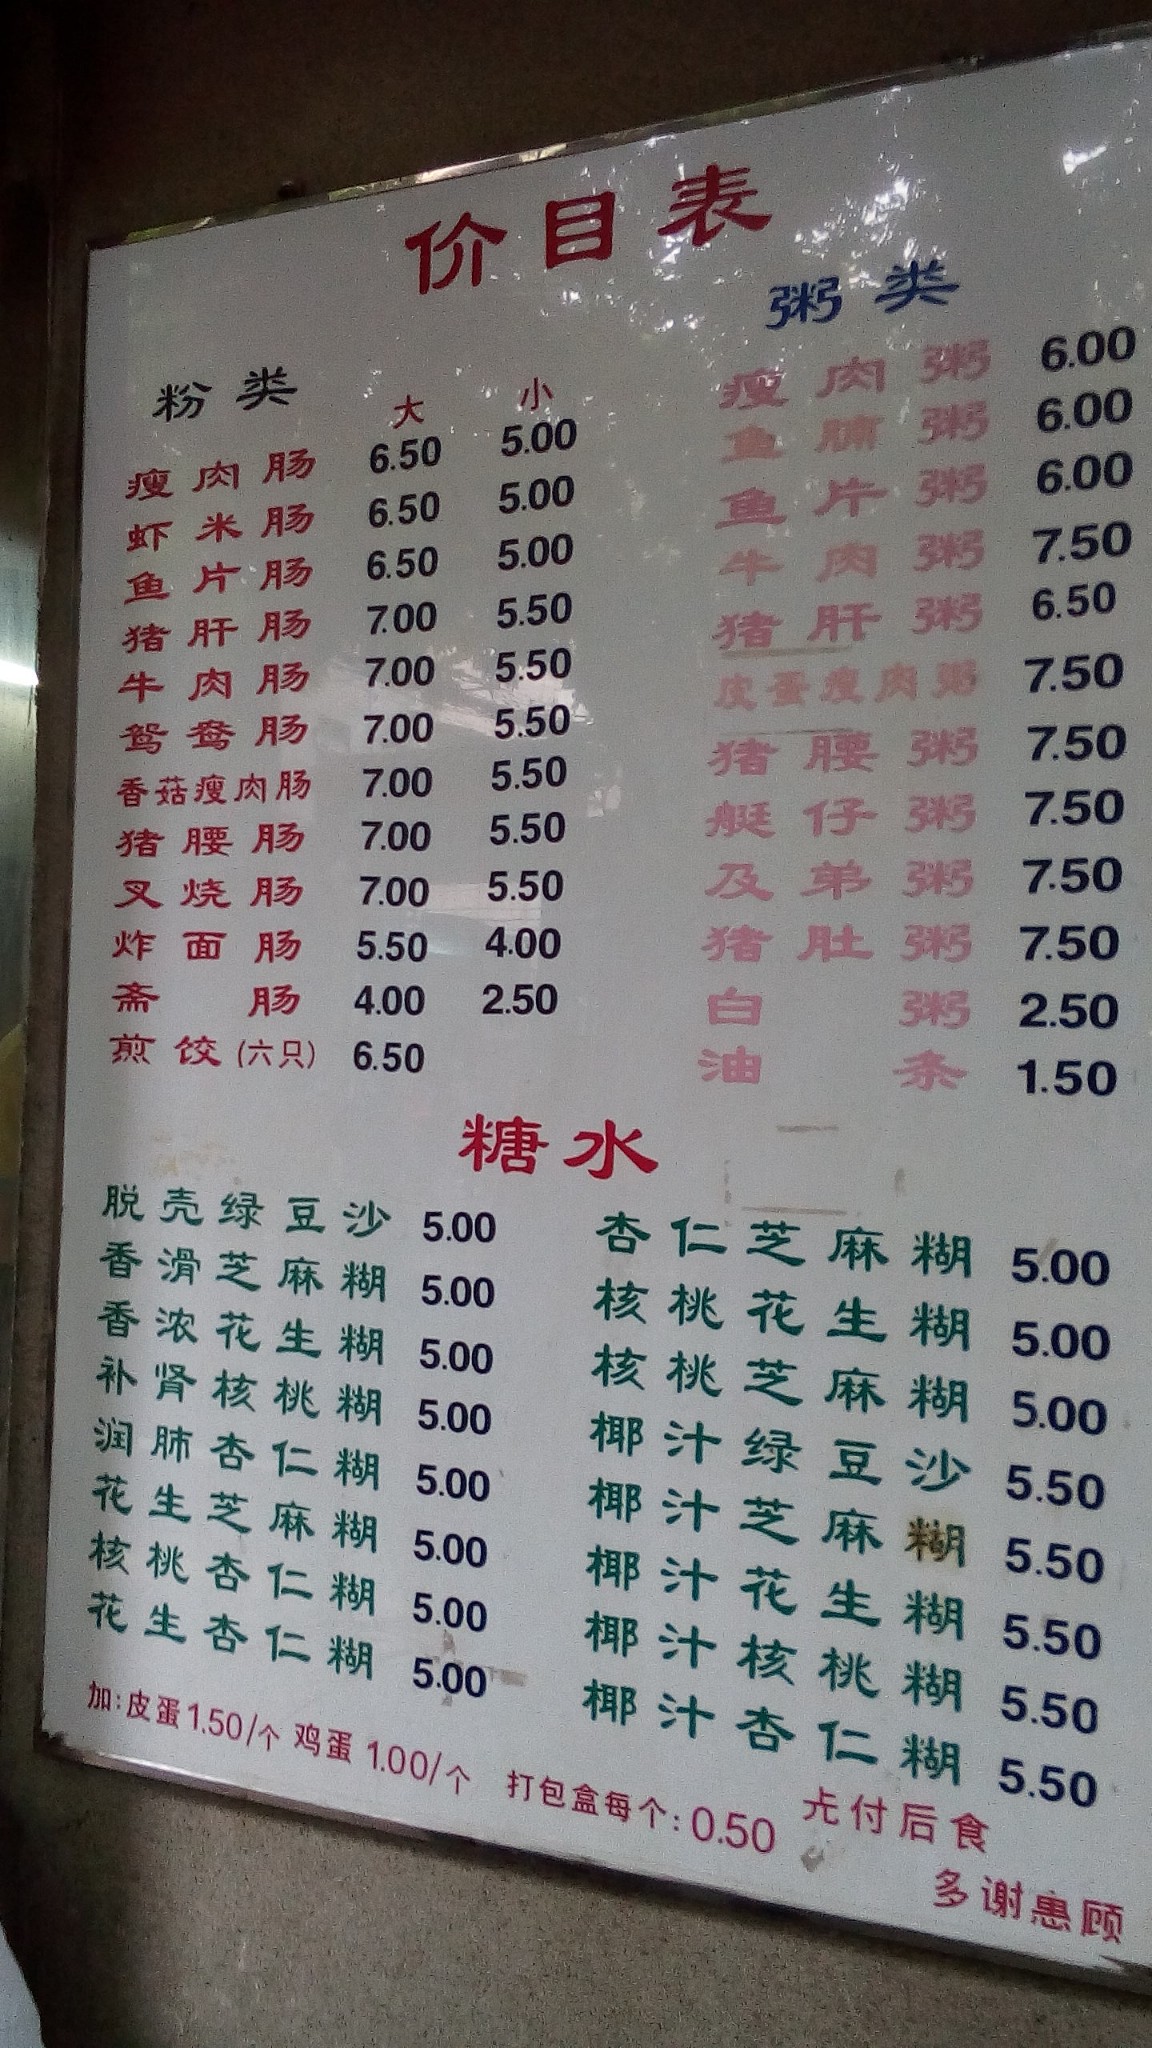 价目表
粉类 大 小
瘦肉肠 6.50 5.00
虾米肠 6.50 5.00
鱼片肠 6.50 5.00
猪肝肠 7.00 5.50
牛肉肠 7.00 5.50
鸳鸯肠 7.00 5.50
香菇瘦肉肠 7.00 5.50
猪腰肠 7.00 5.50
叉烧肠 7.00 5.50
炸面肠 5.50 4.00
斋肠 4.00 2.50
煎饺(六只) 6.50
粥类
瘦肉粥 6.00
鱼腩粥 6.00
鱼片粥 6.00
牛肉粥 7.50
猪肝粥 6.50
皮蛋瘦肉粥 7.50
猪腰粥 7.50
艇仔粥 7.50
及弟粥 7.50
猪肚粥 7.50
白粥 2.50
油条 1.50
糖水
脱壳绿豆沙 5.00
香滑芝麻糊 5.00
香浓花生糊 5.00
补肾核桃糊 5.00
润肺杏仁糊 5.00
花生芝麻糊 5.00
核桃杏仁糊 5.00
花生杏仁糊 5.00
杏仁芝麻糊 5.00
核桃花生糊 5.00
核桃芝麻糊 5.00
椰汁绿豆沙 5.50
椰汁芝麻糊 5.50
椰汁花生糊 5.50
椰汁核桃糊 5.50
椰汁杏仁糊 5.50
加:皮蛋1.50/个 鸡蛋 1.00/个 打包盒每个:0.50 先付后食
多谢惠顾